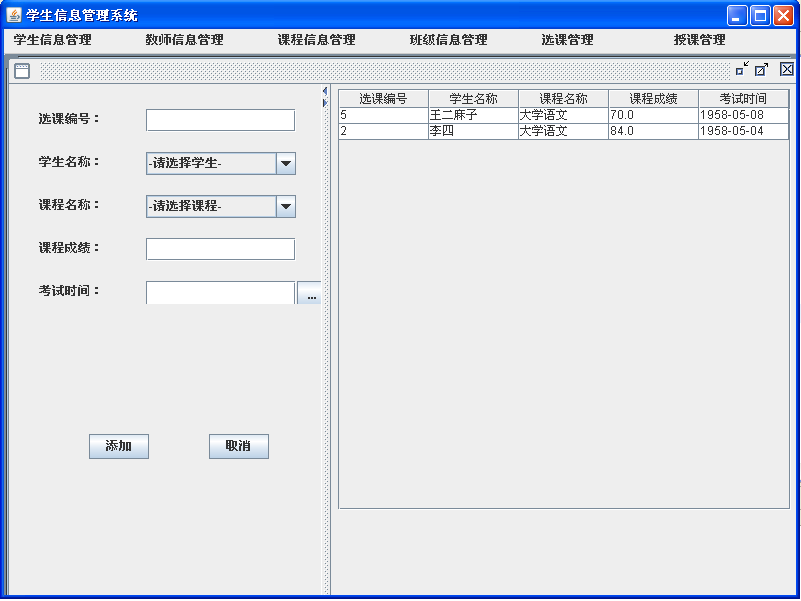 学生信息管理系统
学生信息管理 教师信息管理 课程信息管理 班级信息管理 选课管理 授课管理
选课编号：
学生名称： -请选择学生-
课程名称： -请选择课程-
课程成绩：
考试时间： ...
添加 取消
选课编号 学生名称 课程名称 课程成绩 考试时间
5 王二麻子 大学语文 70.0 1958-05-08
2 李四 大学语文 84.0 1958-05-04